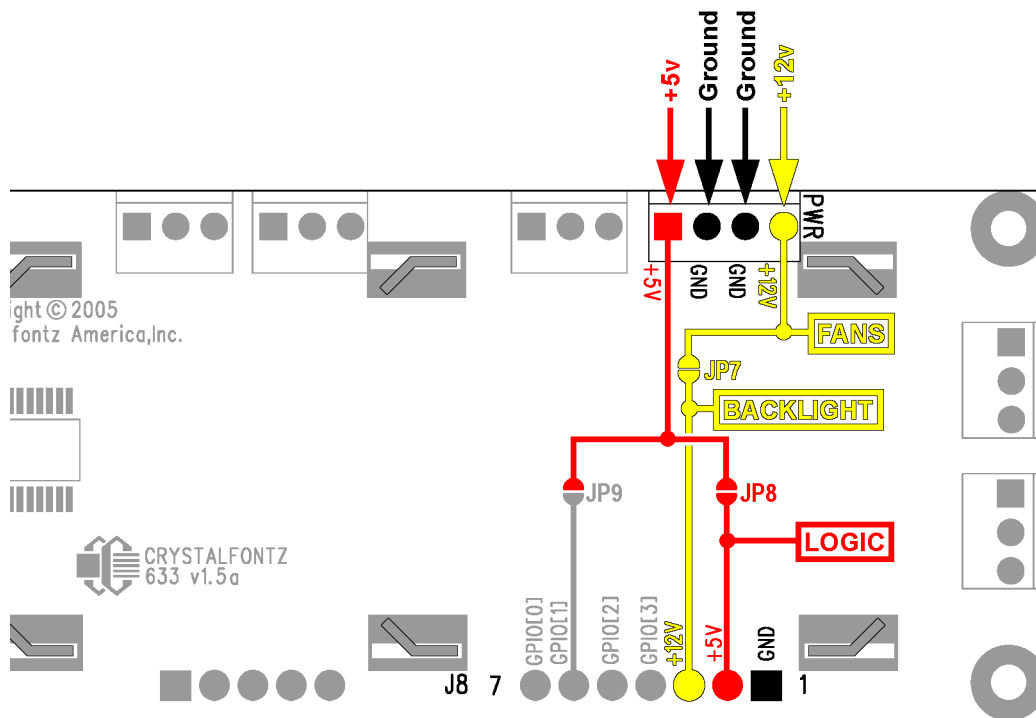 +5v
Ground
Ground
+12v
PWR
+5V
GND
GND
+12V
ight © 2005
fontz America,Inc.
FANS
JP7
BACKLIGHT
JP9
JP8
LOGIC
CRYSTALFONTZ
633 v1.5a
GPIO[0]
GPIO[1]
GPIO[2]
GPIO[3]
+12V
+5V
GND
J8 7 1